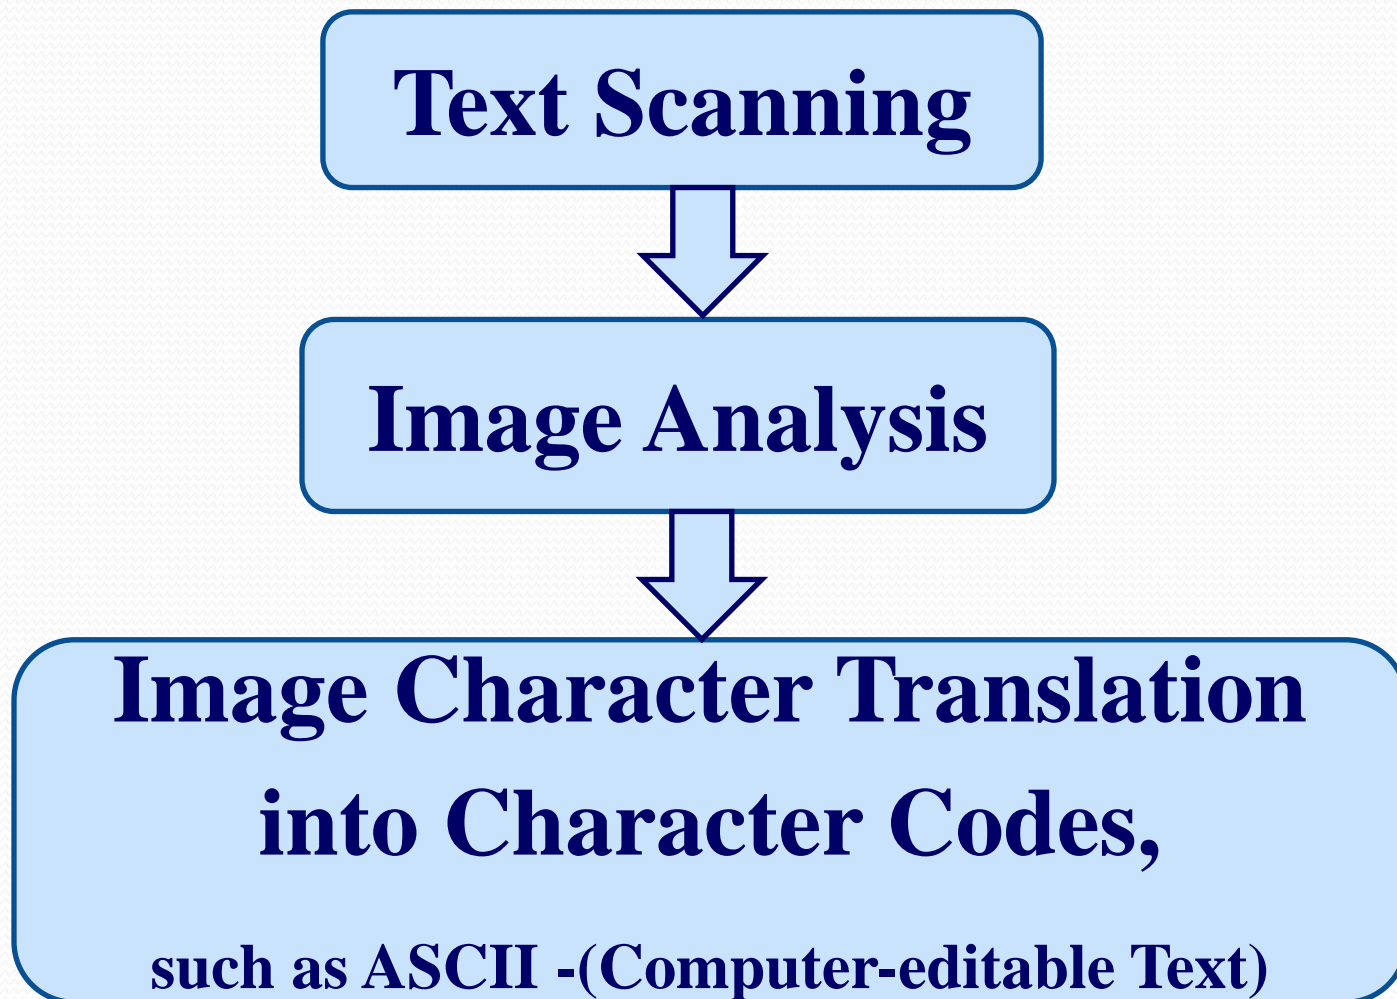 Text Scanning
Image Analysis
Image Character Translation
into Character Codes,
such as ASCII -(Computer-editable Text)